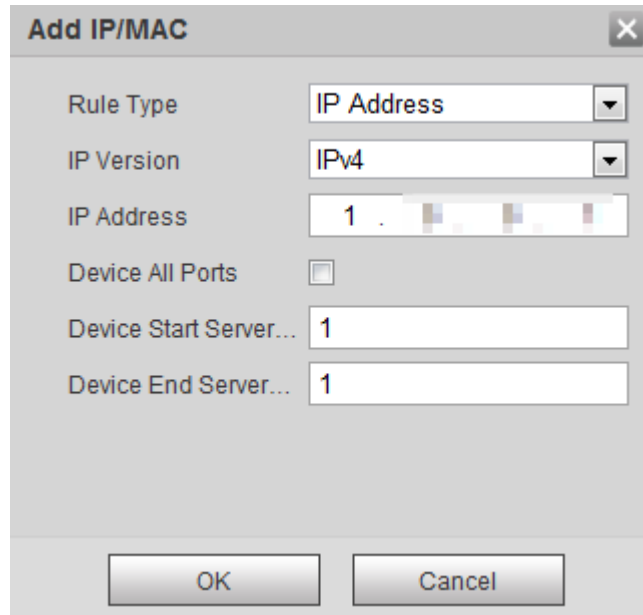 Add IP/MAC
Rule Type IP Address
IP Version IPv4
IP Address 1 .
Device All Ports
Device Start Server... 1
Device End Server... 1
OK Cancel